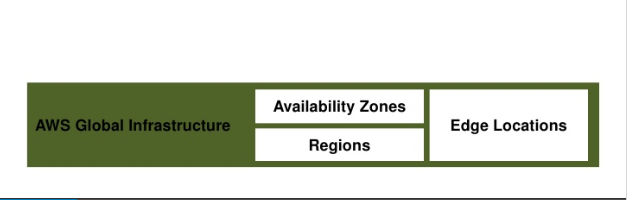 AWS Global Infrastructure
Availability Zones
Regions
Edge Locations